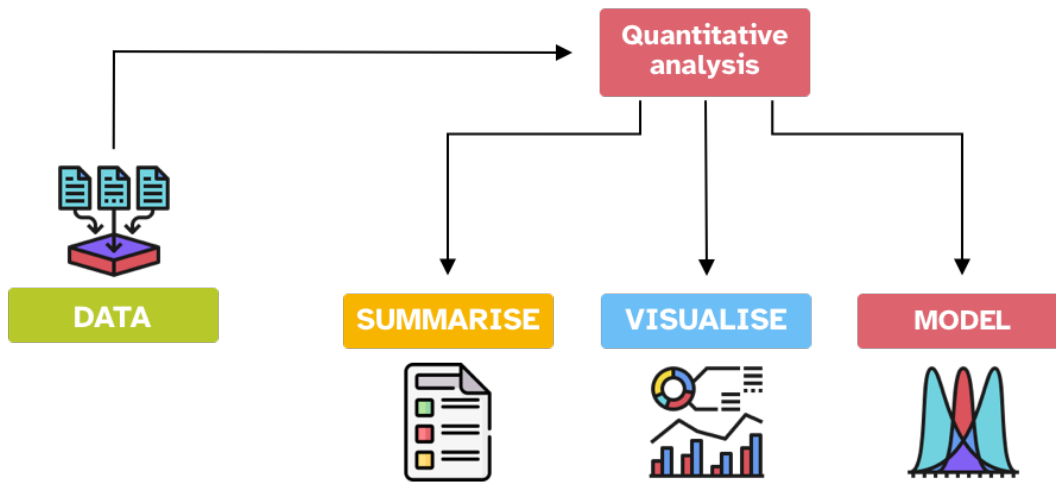 Quantitative
analysis
DATA
SUMMARISE
VISUALISE
MODEL